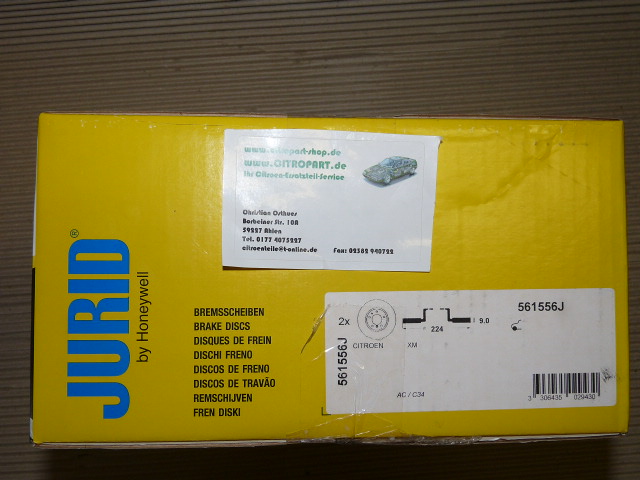 www.citropart-shop.de
www.CITROPART.de
Ihr Citroen-Ersatzteil-Service
Christian Osthues
Borbeiner Str. 10A
59227 Ahlen
Tel. 0177 4075227
citroenteile@t-online.de Fax: 02382 940722
JURID®
by Honeywell
BREMSSCHEIBEN
BRAKE DISCS
DISQUES DE FREIN
DISCHI FRENO
DISCOS DE FRENO
DISCOS DE TRAVÃO
REMSCHIJVEN
FREN DISKI
561556J
2x
224
9.0
561556J
CITROEN XM
AC / C34
3 306435 029430